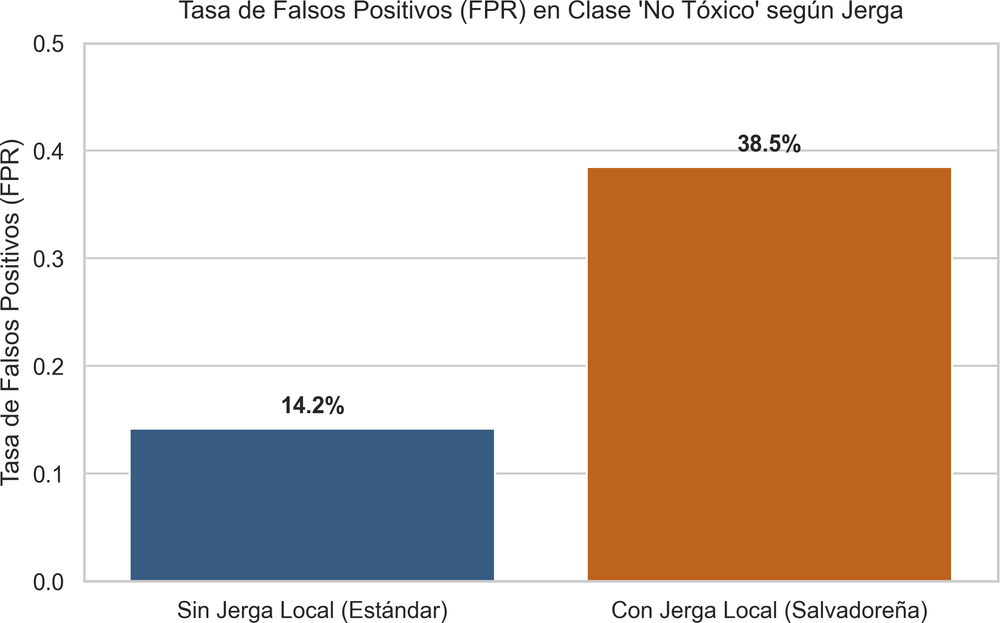 Tasa de Falsos Positivos (FPR) en Clase 'No Tóxico' según Jerga
Tasa de Falsos Positivos (FPR)
0.5
0.4
0.3
0.2
0.1
0.0
38.5%
14.2%
Sin Jerga Local (Estándar)
Con Jerga Local (Salvadoreña)